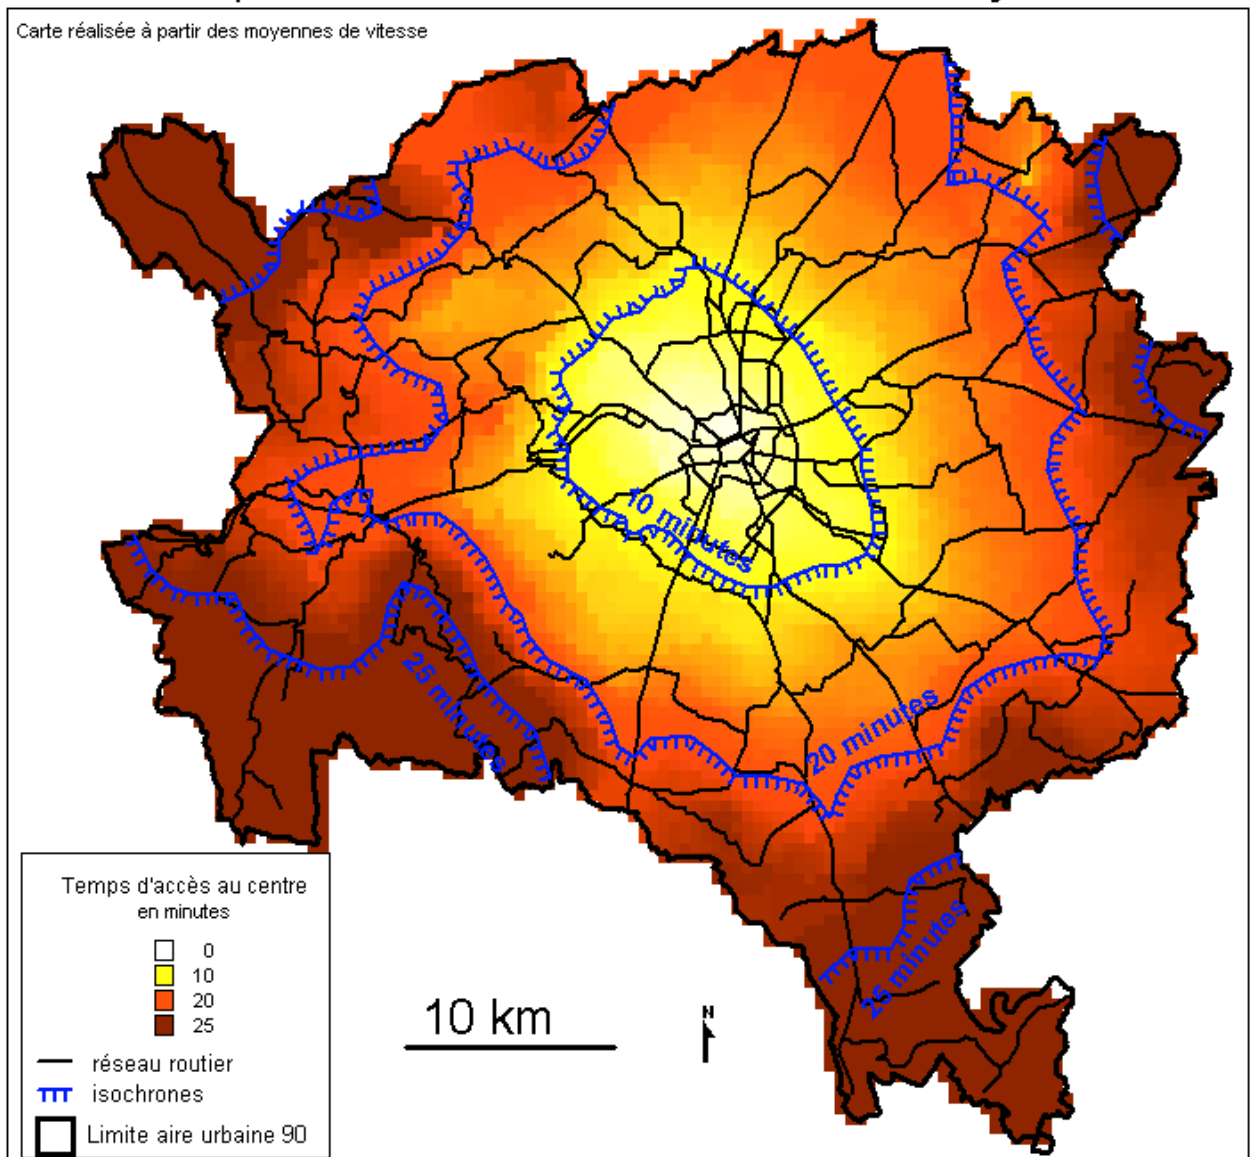 Carte réalisée à partir des moyennes de vitesse
10 minutes
25 minutes
20 minutes
25 minutes
Temps d'accès au centre
en minutes
0
10
20
25
réseau routier
isochrones
Limite aire urbaine 90
10 km
N